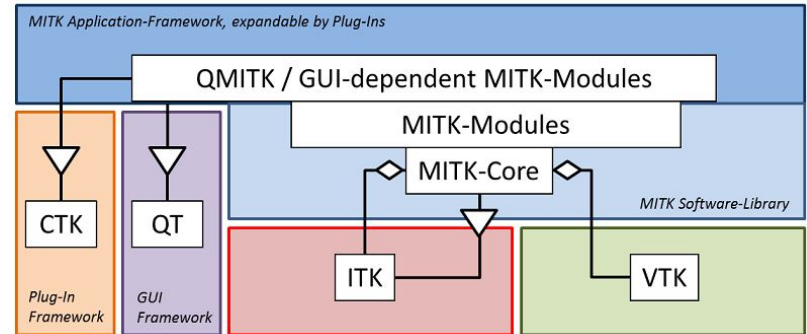 MITK Application-Framework, expandable by Plug-Ins
QMITK / GUI-dependent MITK-Modules
MITK-Modules
MITK-Core
MITK Software-Library
CTK
QT
ITK
VTK
Plug-In
Framework
GUI
Framework